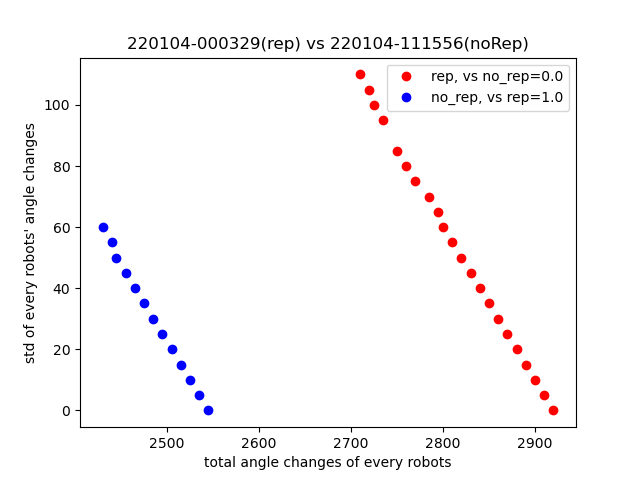 220104-000329(rep) vs 220104-111556(noRep)
rep, vs no_rep=0.0
no_rep, vs rep=1.0
std of every robots' angle changes
100
80
60
40
20
0
2500 2600 2700 2800 2900
total angle changes of every robots